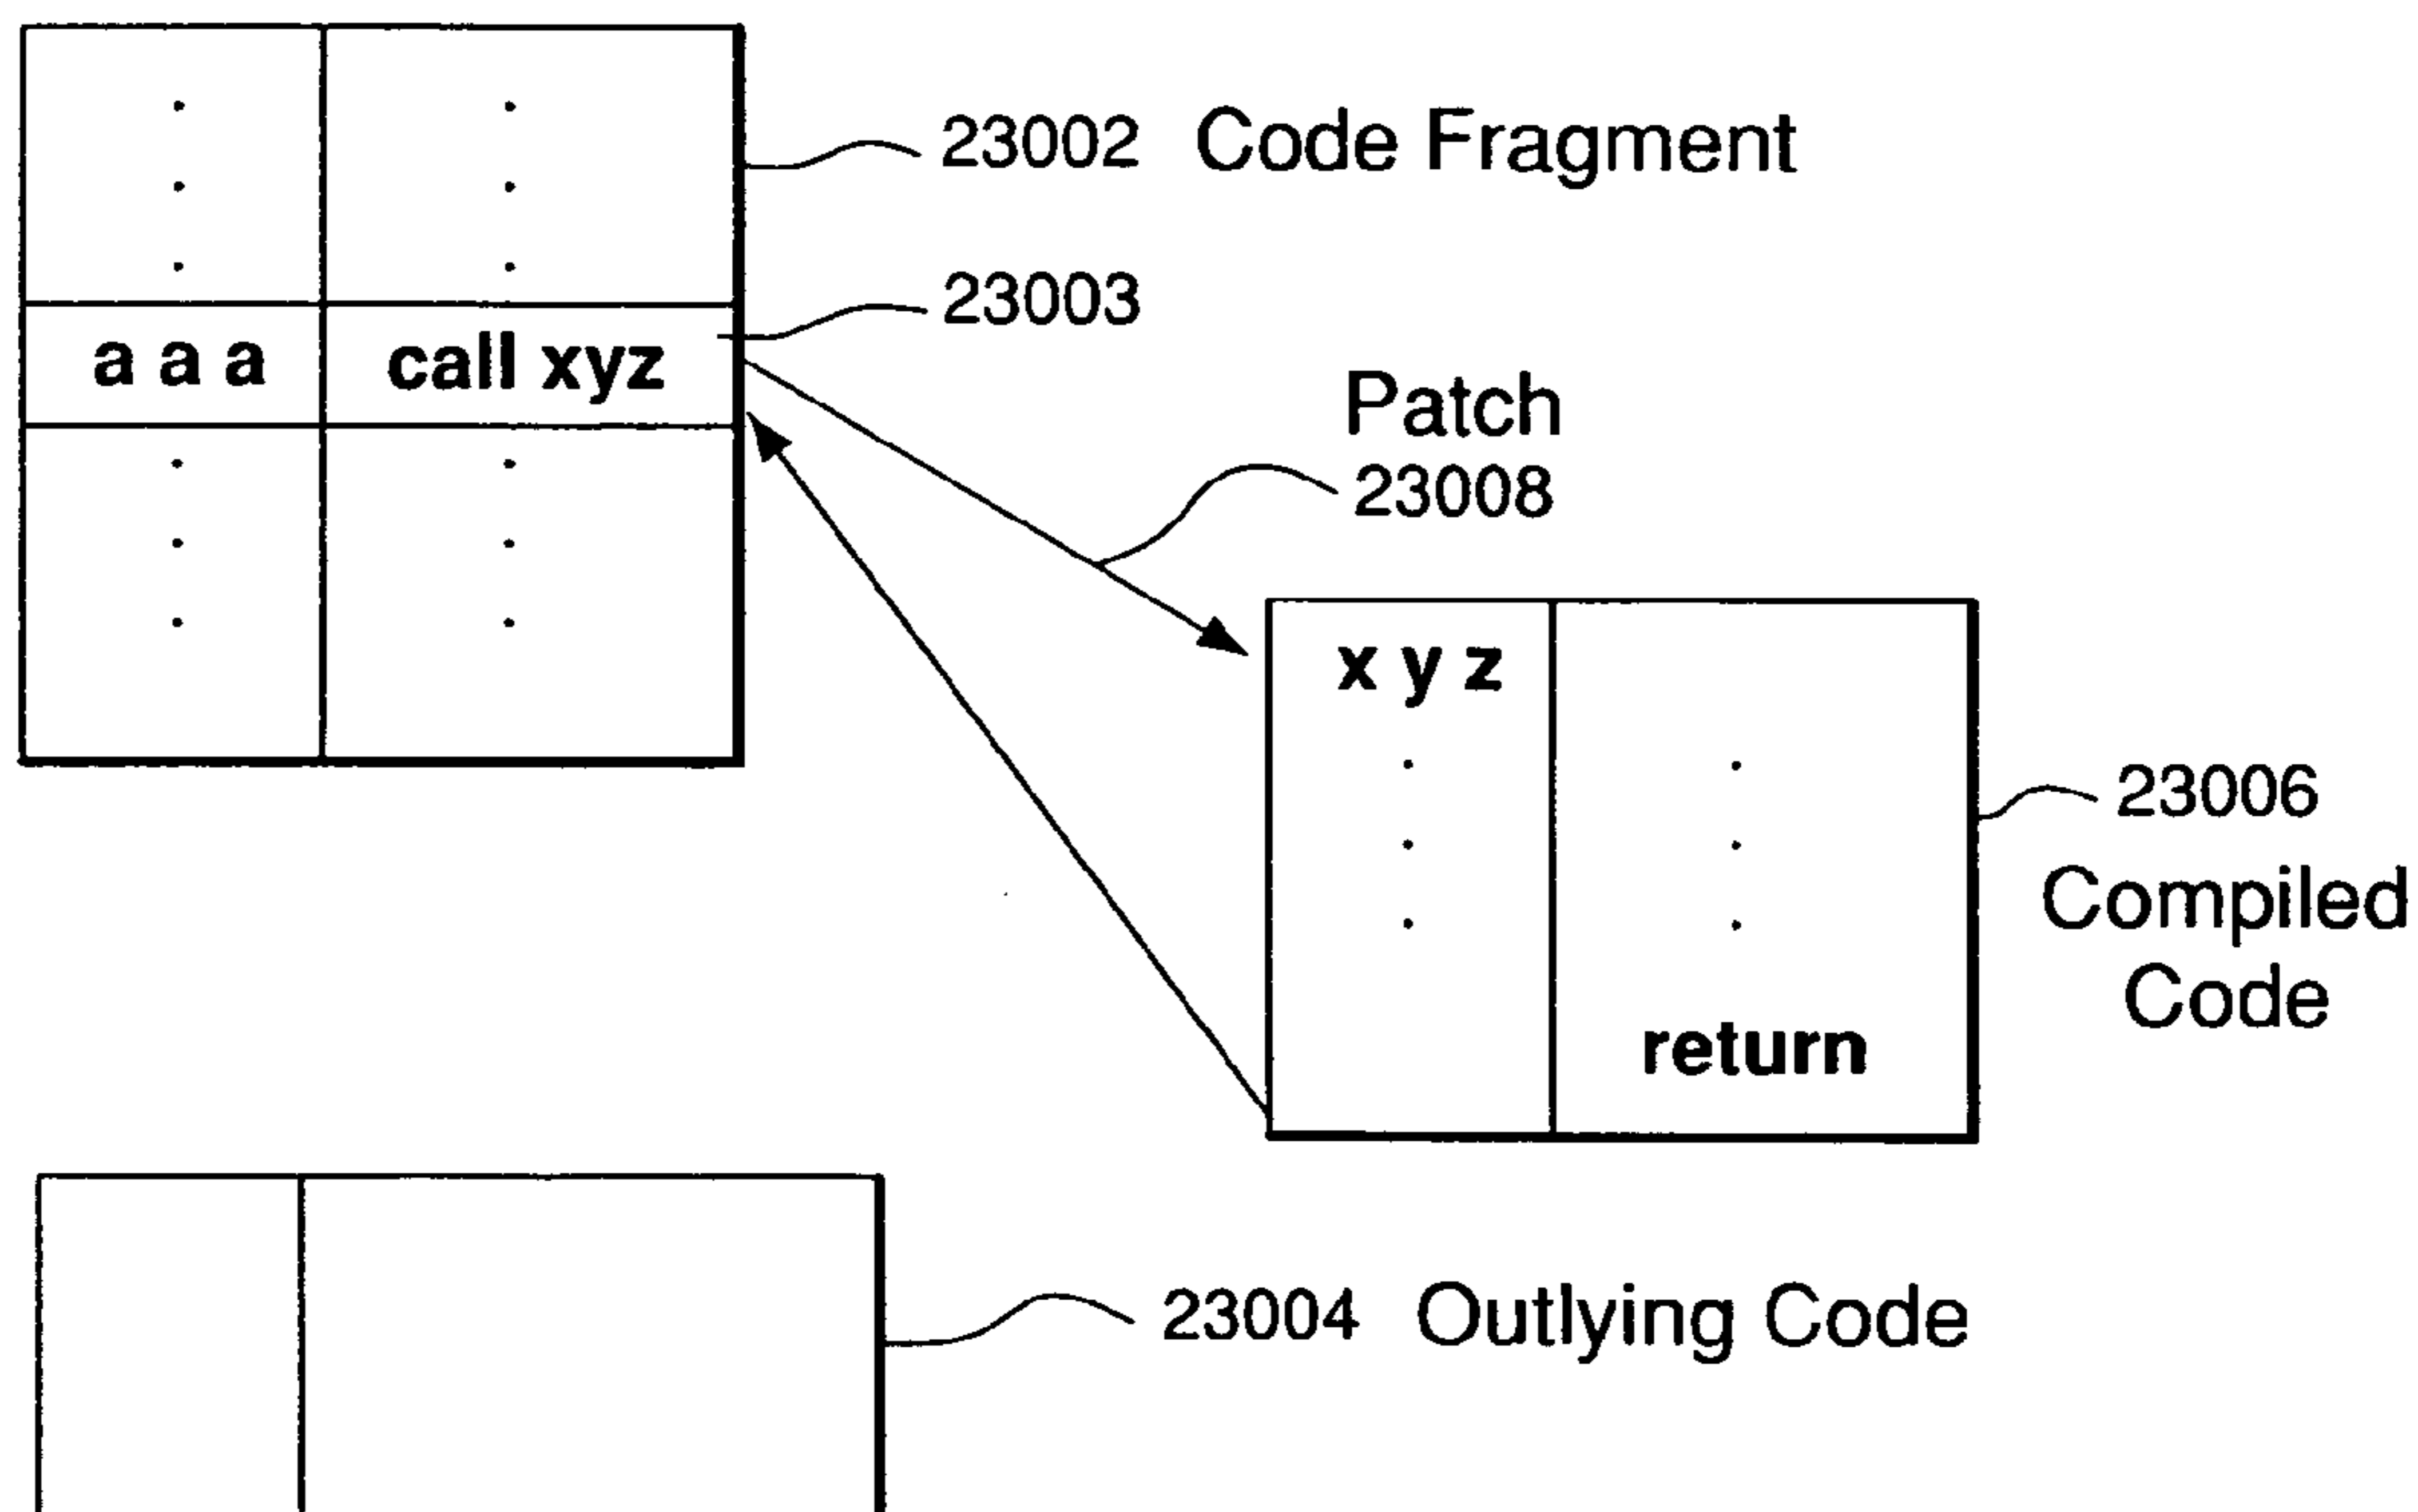 23002 Code Fragment
23003
a a a call xyz
Patch
23008
x y z
23006
Compiled
Code
return
23004 Outlying Code